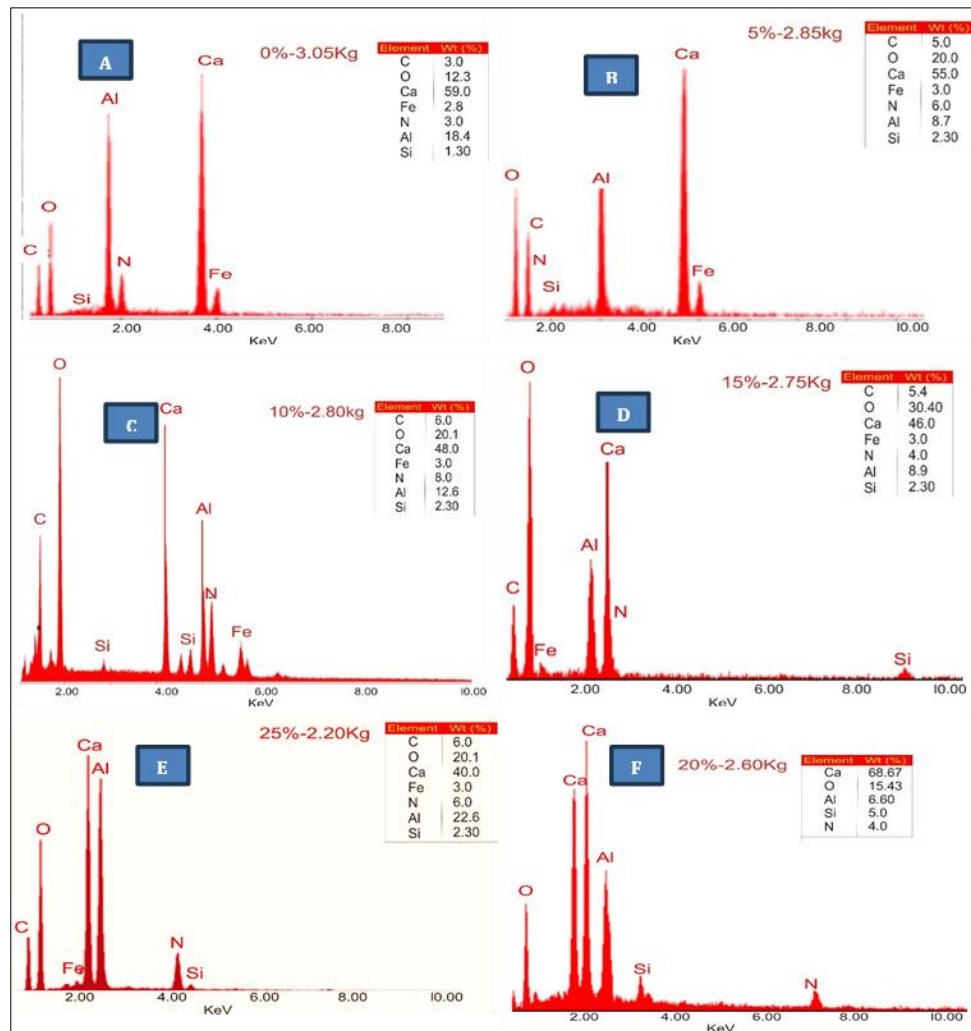 A
0%-3.05Kg
Element Wt (%)
C 3.0
O 12.3
Ca 59.0
Fe 2.8
N 3.0
Al 18.4
Si 1.30
Ca
Al
O
C
N
Si
Fe
2.00 4.00 6.00 8.00
KeV
B
5%-2.85kg
Element Wt (%)
C 5.0
O 20.0
Ca 55.0
Fe 3.0
N 6.0
Al 8.7
Si 2.30
Ca
O
Al
C
N
Si
Fe
2.00 4.00 6.00 8.00 10.00
KeV
C
10%-2.80kg
Element Wt (%)
C 6.0
O 20.1
Ca 48.0
Fe 3.0
N 8.0
Al 12.6
Si 2.30
O
Ca
C
Al
N
Si
Si
Fe
2.00 4.00 6.00 8.00 10.00
KeV
D
15%-2.75Kg
Element Wt (%)
C 5.4
O 30.40
Ca 46.0
Fe 3.0
N 4.0
Al 8.9
Si 2.30
O
Ca
Al
C
N
Fe
Si
2.00 4.00 6.00 8.00 10.00
KeV
E
25%-2.20Kg
Element Wt (%)
C 6.0
O 20.1
Ca 40.0
Fe 3.0
N 6.0
Al 22.6
Si 2.30
Ca
Al
O
C
Fe
N
Si
2.00 4.00 6.00 8.00 10.00
KeV
F
20%-2.60Kg
Element Wt (%)
Ca 68.67
O 15.43
Al 6.60
Si 5.0
N 4.0
Ca
Ca
Al
O
Si
N
2.00 4.00 6.00 8.00 10.00
KeV